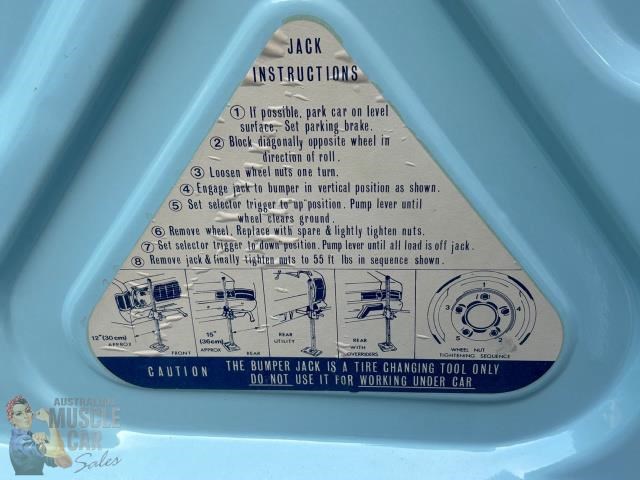 JACK
INSTRUCTIONS
① If possible, park car on level
surface. Set parking brake.
② Block diagonally opposite wheel in
direction of roll.
③ Loosen wheel nuts one turn.
④ Engage jack to bumper in vertical position as shown.
⑤ Set selector trigger to "up" position. Pump lever until
wheel clears ground.
⑥ Remove wheel, Replace with spare & lightly tighten nuts.
⑦ Set selector trigger to down" position. Pump lever until all load is off jack.
⑧ Remove jack & finally tighten nuts to 55 ft lbs in sequence shown.
12" (30cm)
APPROX
FRONT
15"
(36cm)
APPROX
REAR
REAR
UTILITY
REAR
WITH
OVERRIDERS
1
3
4
5
2
WHEEL NUT
TIGHTENING SEQUENCE
CAUTION THE BUMPER JACK IS A TIRE CHANGING TOOL ONLY
DO NOT USE IT FOR WORKING UNDER CAR
AUSTRALIAN
MUSCLE
CAR
Sales